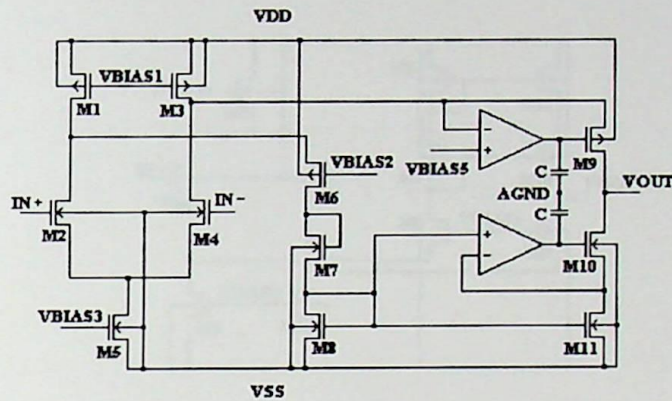 VDD
VBIAS1
M1
M3
VBIAS2
M6
VBIAS5
-
+
C
M9
AGND
VOUT
C
IN+
M2
IN-
M4
M7
+
-
M10
VBIAS3
M5
M8
M11
VSS